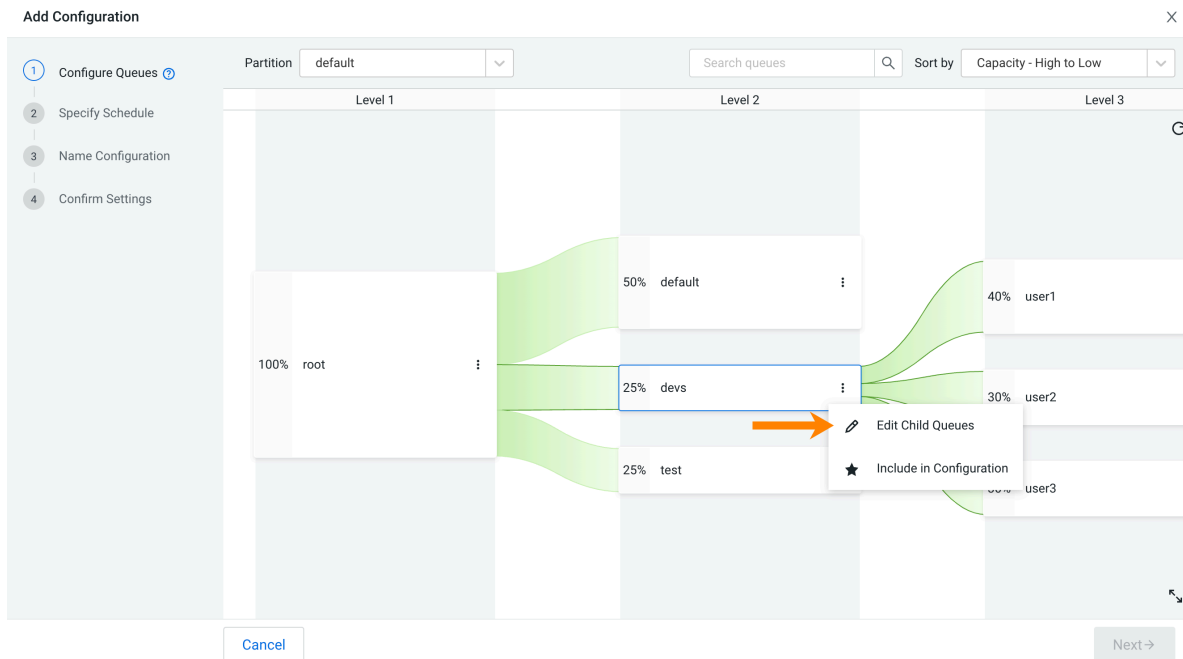 Add Configuration
1 Configure Queues
2 Specify Schedule
3 Name Configuration
4 Confirm Settings
Partition default Search queues Sort by Capacity - High to Low
Level 1 Level 2 Level 3
100% root
50% default
25% devs
25% test
Edit Child Queues
Include in Configuration
40% user1
30% user2
user3
Cancel Next